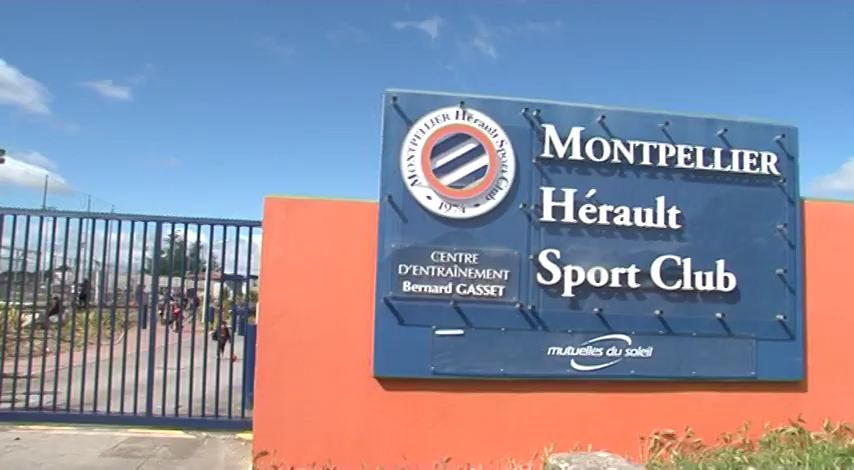 MONTPELLIER Hérault Sport Club
1974
MONTPELLIER
Hérault
Sport Club
CENTRE
D'ENTRAÎNEMENT
Bernard GASSET
mutuelles du soleil